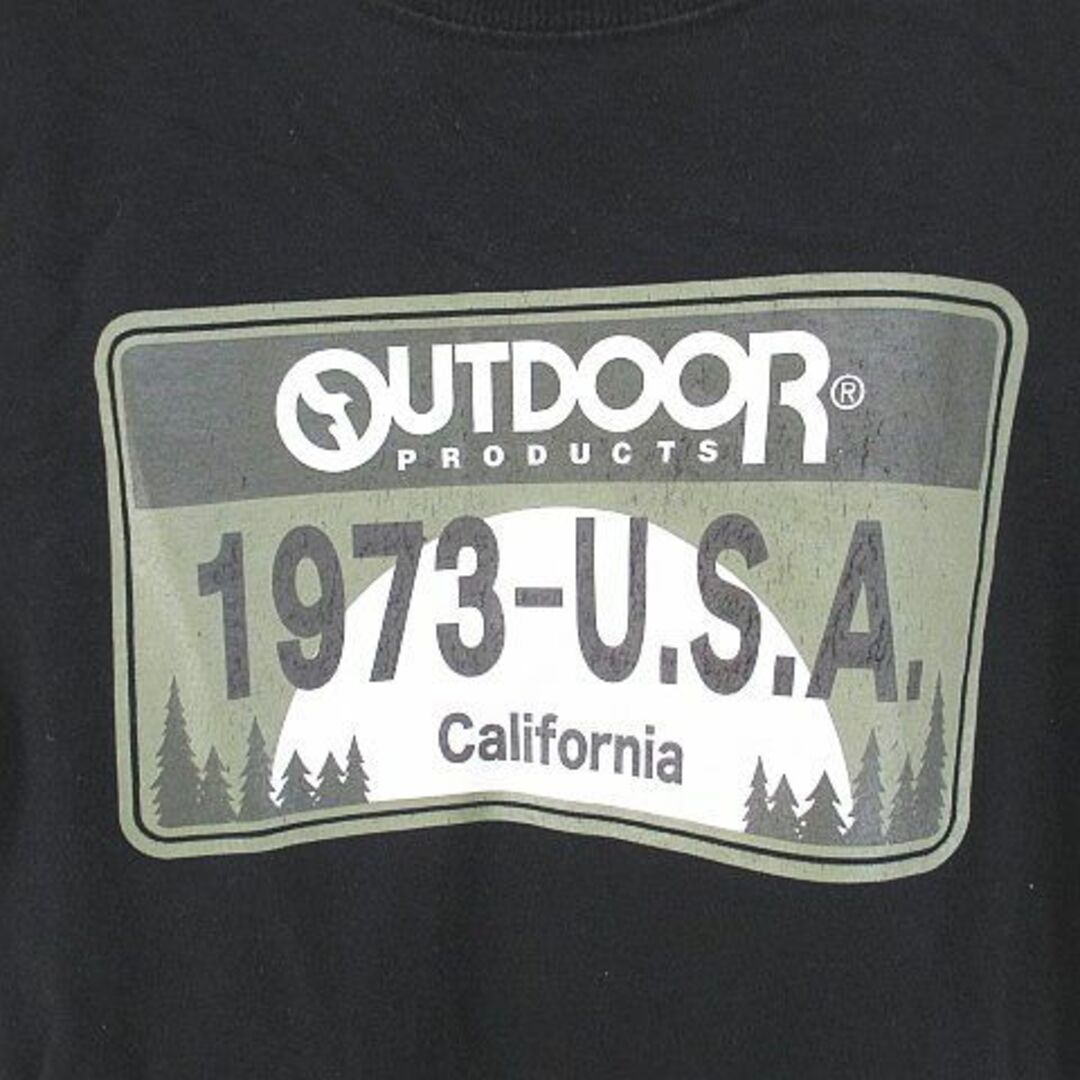 OUTDOOR®
PRODUCTS
1973-U.S.A.
California